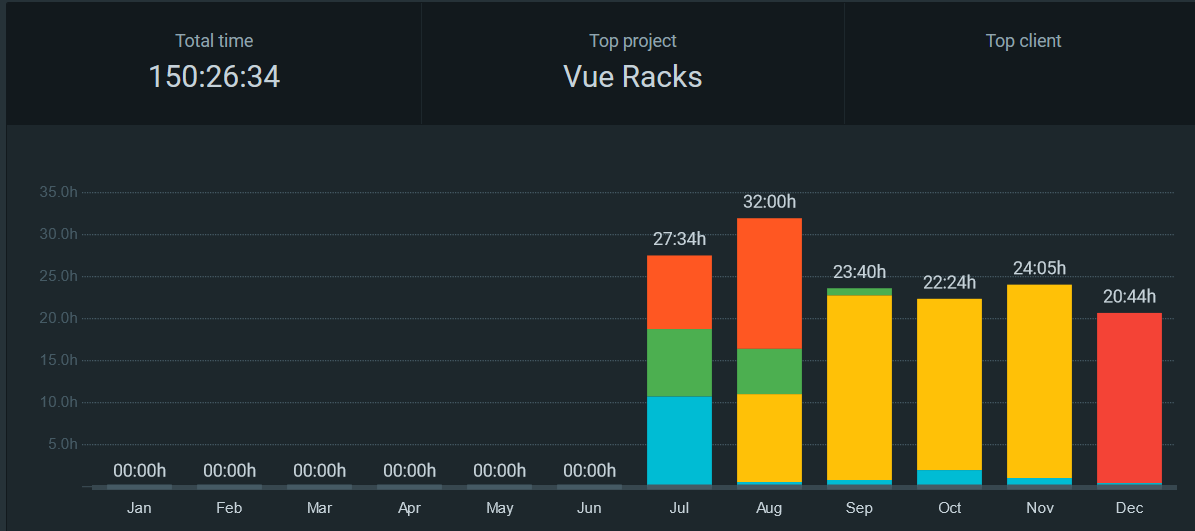 Total time
Top project
Top client
150:26:34
Vue Racks
35.0h
30.0h
25.0h
20.0h
15.0h
10.0h
5.0h
00:00h
00:00h
00:00h
00:00h
00:00h
00:00h
27:34h
32:00h
23:40h
22:24h
24:05h
20:44h
Jan
Feb
Mar
Apr
May
Jun
Jul
Aug
Sep
Oct
Nov
Dec